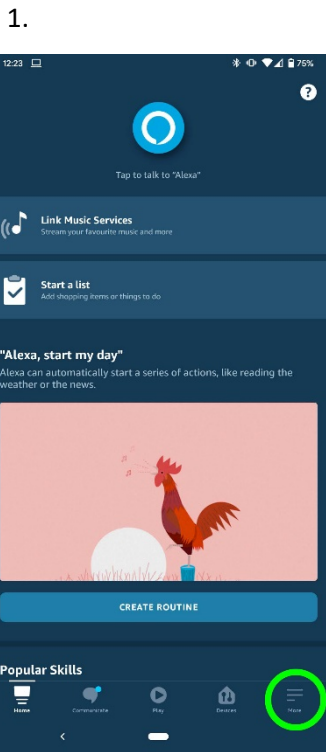 1.
12:23 75%
?
Tap to talk to "Alexa"
Link Music Services
Stream your favourite music and more
Start a list
Add shopping items or things to do
"Alexa, start my day"
Alexa can automatically start a series of actions, like reading the
weather or the news.
CREATE ROUTINE
Popular Skills
Home Communicate Play Devices More